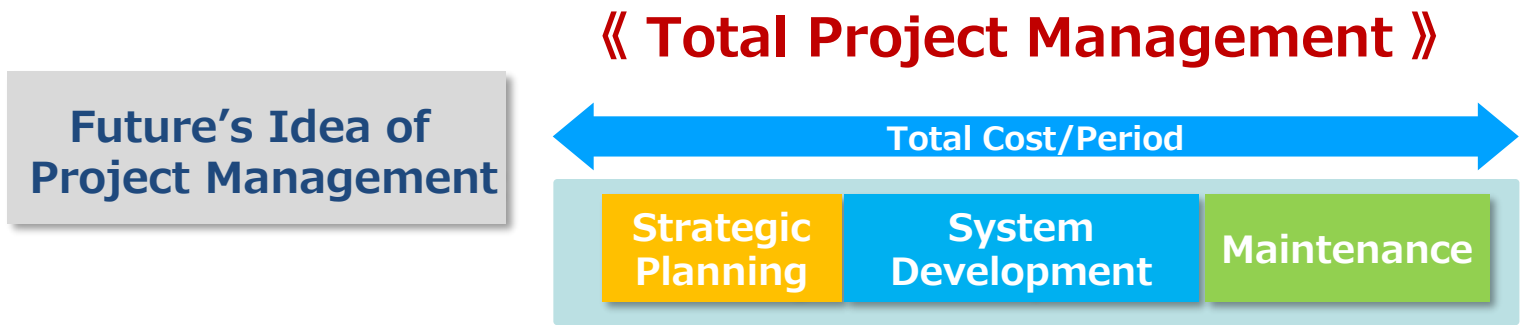 《 Total Project Management 》
Future’s Idea of
Project Management
Total Cost/Period
Strategic
Planning
System
Development
Maintenance